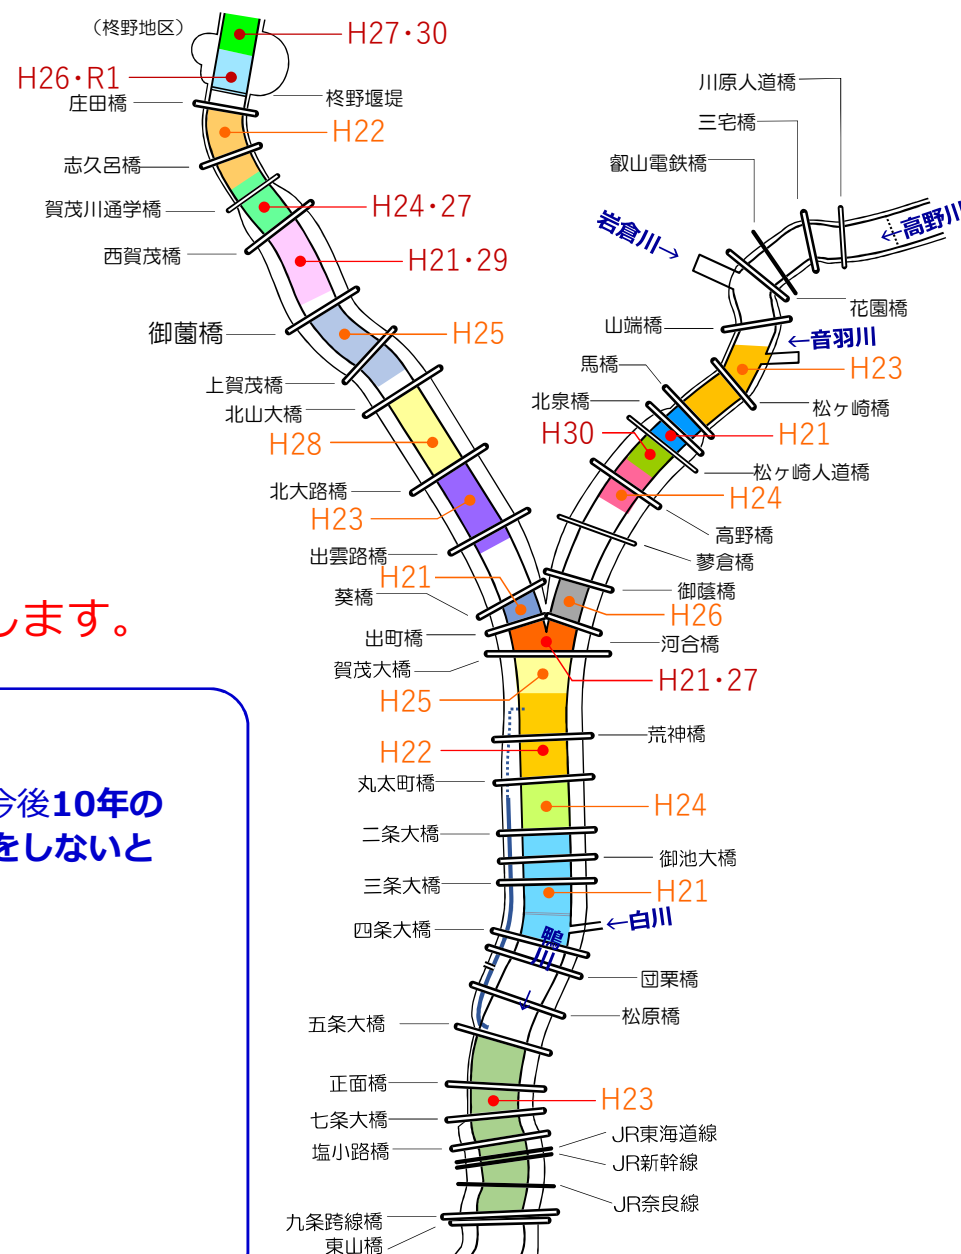 (柊野地区)
H27・30
H26・R1
庄田橋
柊野堰堤
H22
志久呂橋
賀茂川通学橋
H24・27
西賀茂橋
H21・29
御薗橋
H25
上賀茂橋
北山大橋
H28
北大路橋
H23
出雲路橋
H21
葵橋
出町橋
賀茂大橋
川原人道橋
三宅橋
叡山電鉄橋
岩倉川→
←高野川
花園橋
山端橋
←音羽川
馬橋
H23
北泉橋
松ヶ崎橋
H30
H21
松ヶ崎人道橋
H24
高野橋
蓼倉橋
御蔭橋
H26
河合橋
H21・27
H25
荒神橋
H22
丸太町橋
H24
二条大橋
御池大橋
三条大橋
H21
四条大橋
←白川
鴨川→
団栗橋
松原橋
五条大橋
正面橋
H23
七条大橋
塩小路橋
JR東海道線
JR新幹線
JR奈良線
九条跨線橋
東山橋
します。
今後10年の
をしないと